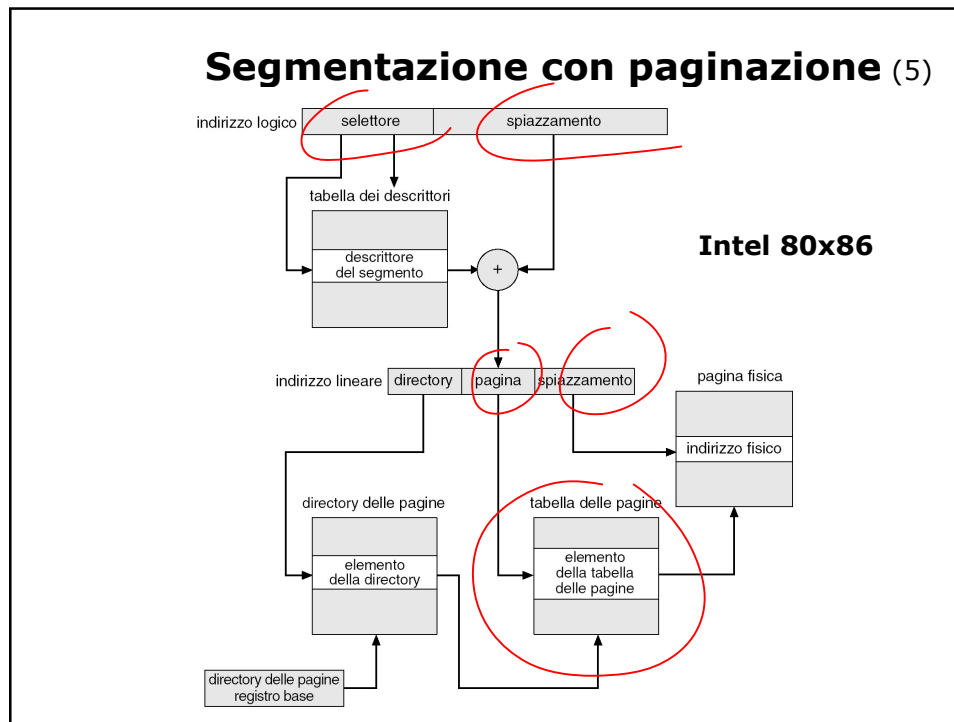 Segmentazione con paginazione (5)
indirizzo logico
selettore
spiazzamento
tabella dei descrittori
descrittore
del segmento
+
Intel 80x86
indirizzo lineare
directory
pagina
spiazzamento
pagina fisica
indirizzo fisico
directory delle pagine
elemento
della directory
tabella delle pagine
elemento
della tabella
delle pagine
directory delle pagine
registro base